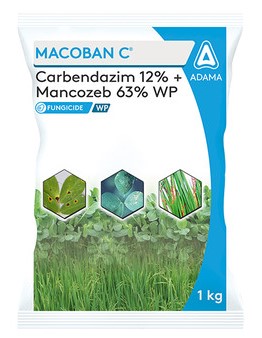 MACOBAN C®
ADAMA
Carbendazim 12% +
Mancozeb 63% WP
FUNGICIDE WP
1 kg